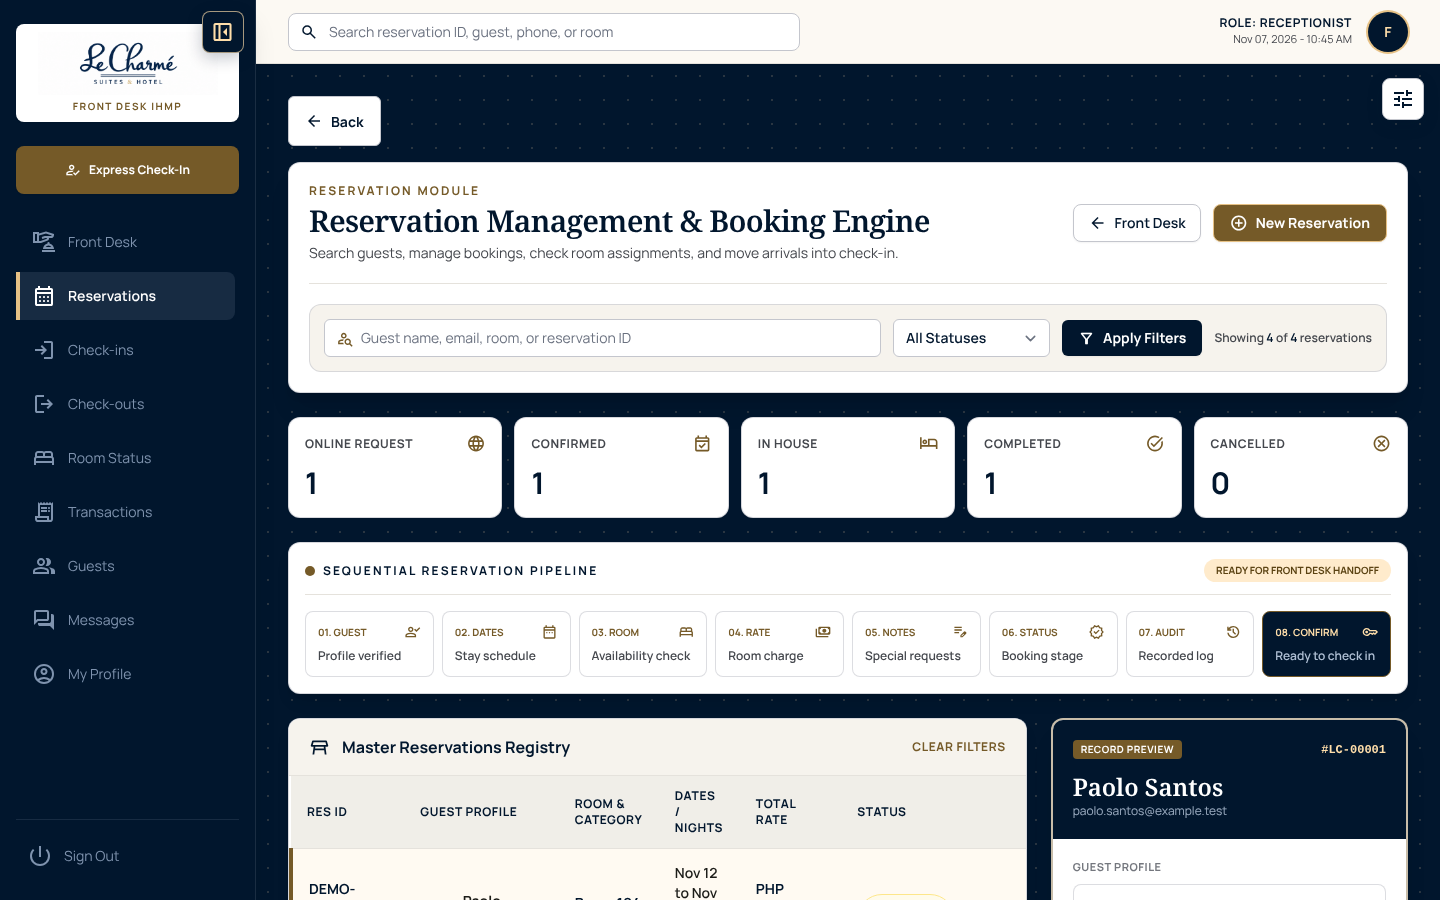 Le Charmé
SUITES & HOTEL
FRONT DESK IHMP
Express Check-In
Front Desk
Reservations
Check-ins
Check-outs
Room Status
Transactions
Guests
Messages
My Profile
Sign Out
Search reservation ID, guest, phone, or room
ROLE: RECEPTIONIST
Nov 07, 2026 - 10:45 AM
F
Back
RESERVATION MODULE
Reservation Management & Booking Engine
Search guests, manage bookings, check room assignments, and move arrivals into check-in.
Front Desk
New Reservation
Guest name, email, room, or reservation ID
All Statuses
Apply Filters
Showing 4 of 4 reservations
ONLINE REQUEST
1
CONFIRMED
1
IN HOUSE
1
COMPLETED
1
CANCELLED
0
SEQUENTIAL RESERVATION PIPELINE
READY FOR FRONT DESK HANDOFF
01. GUEST
Profile verified
02. DATES
Stay schedule
03. ROOM
Availability check
04. RATE
Room charge
05. NOTES
Special requests
06. STATUS
Booking stage
07. AUDIT
Recorded log
08. CONFIRM
Ready to check in
Master Reservations Registry
CLEAR FILTERS
RES ID
GUEST PROFILE
ROOM &
CATEGORY
DATES
/
NIGHTS
TOTAL
RATE
STATUS
DEMO-
Nov 12
to Nov
PHP
RECORD PREVIEW
#LC-00001
Paolo Santos
paolo.santos@example.test
GUEST PROFILE